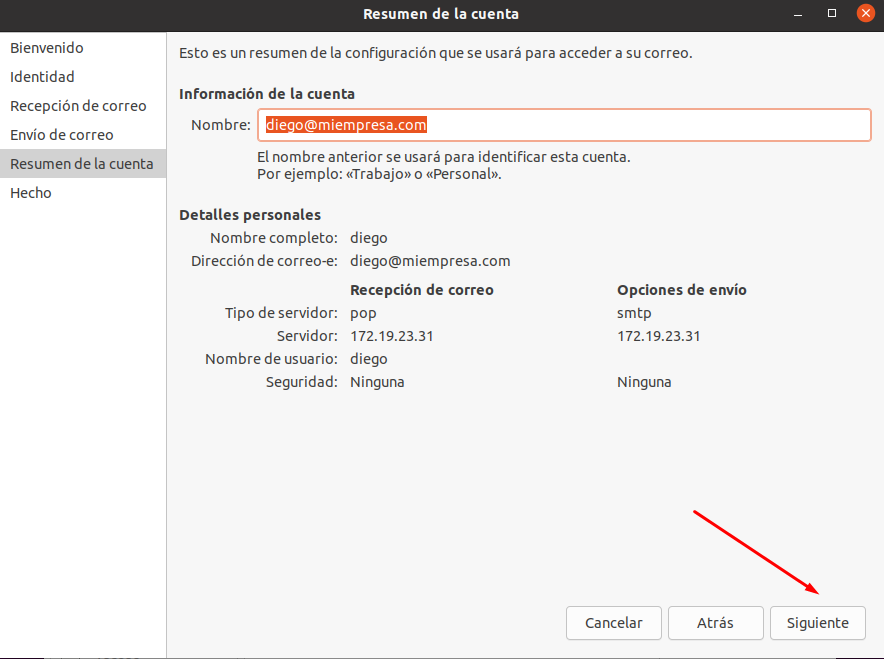 Resumen de la cuenta
Bienvenido
Identidad
Recepción de correo
Envío de correo
Resumen de la cuenta
Hecho
Esto es un resumen de la configuración que se usará para acceder a su correo.
Información de la cuenta
Nombre: diego@miempresa.com
El nombre anterior se usará para identificar esta cuenta.
Por ejemplo: «Trabajo» o «Personal».
Detalles personales
Nombre completo: diego
Dirección de correo-e: diego@miempresa.com
Recepción de correo Opciones de envío
Tipo de servidor: pop smtp
Servidor: 172.19.23.31 172.19.23.31
Nombre de usuario: diego
Seguridad: Ninguna Ninguna
Cancelar Atrás Siguiente